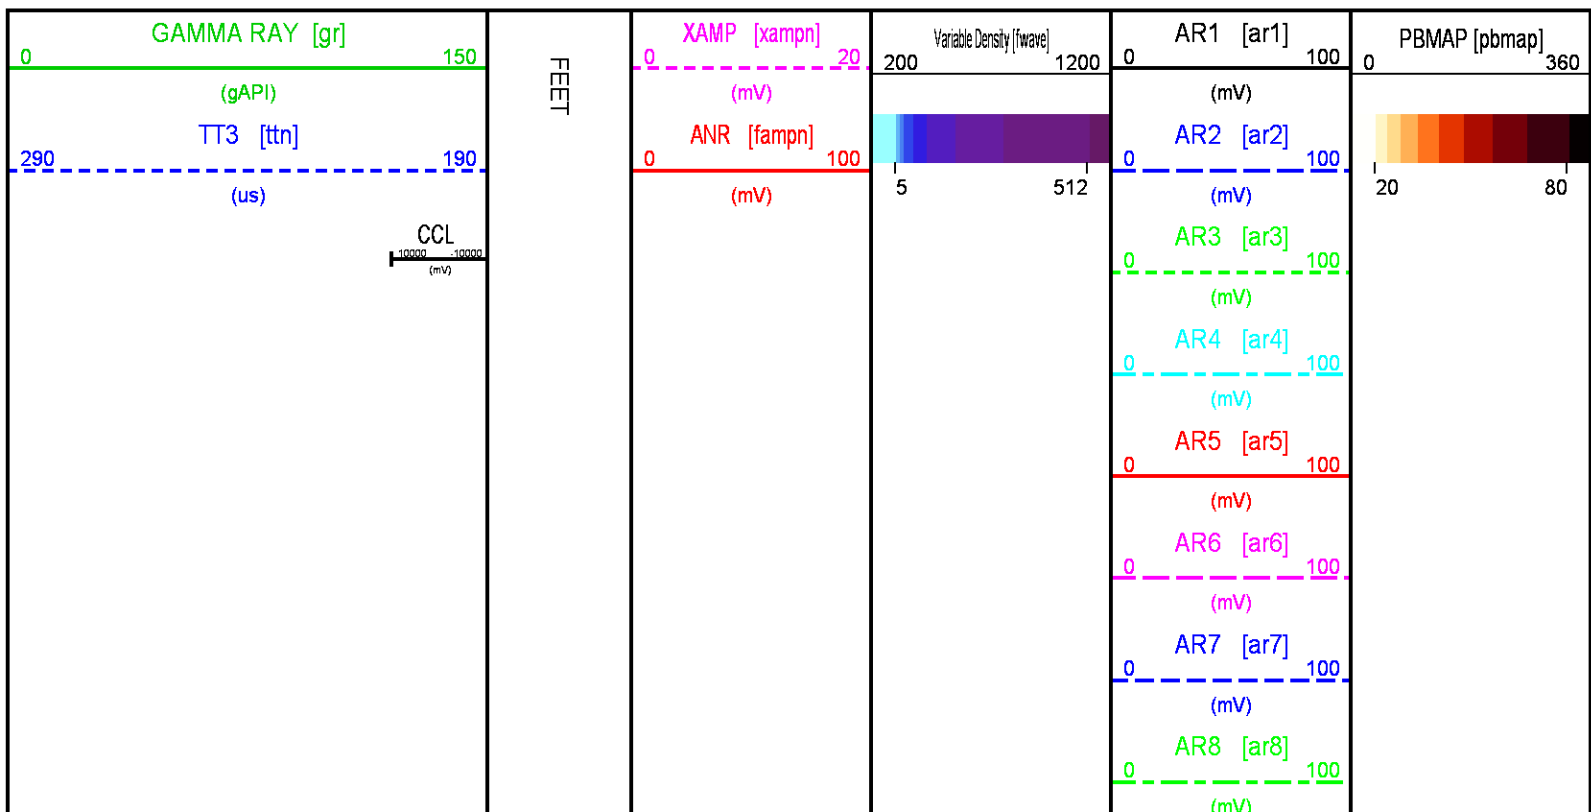 GAMMA RAY [gr]
0 150
(gAPI)
TT3 [ttn]
290 190
(us)
CCL
10000 -10000
(mV)
FEET
XAMP [xampn]
0 20
(mV)
ANR [fampn]
0 100
(mV)
Variable Density [fwave]
200 1200
5 512
AR1 [ar1]
0 100
(mV)
AR2 [ar2]
0 100
(mV)
AR3 [ar3]
0 100
(mV)
AR4 [ar4]
0 100
(mV)
AR5 [ar5]
0 100
(mV)
AR6 [ar6]
0 100
(mV)
AR7 [ar7]
0 100
(mV)
AR8 [ar8]
0 100
(mV)
PBMAP [pbmap]
0 360
20 80